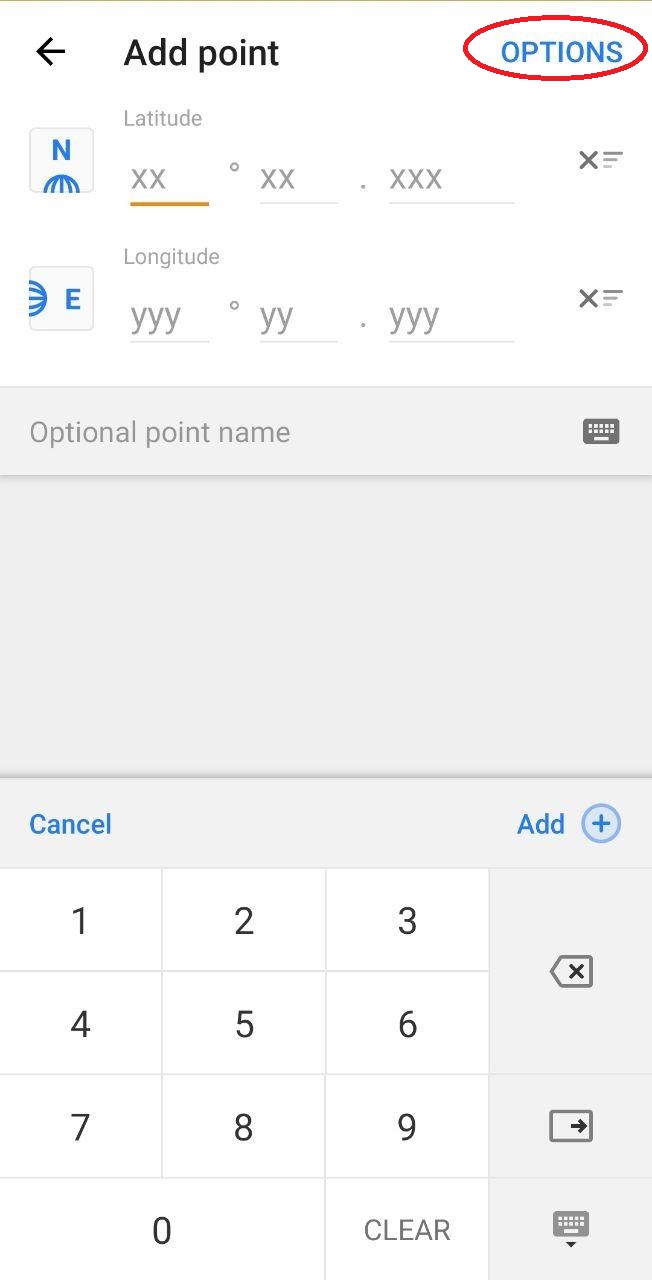 Add point OPTIONS
Latitude
N xx ° xx . xxx
Longitude
E yyy ° yy . yyy
Optional point name
Cancel Add
1 2 3
4 5 6
7 8 9
0 CLEAR